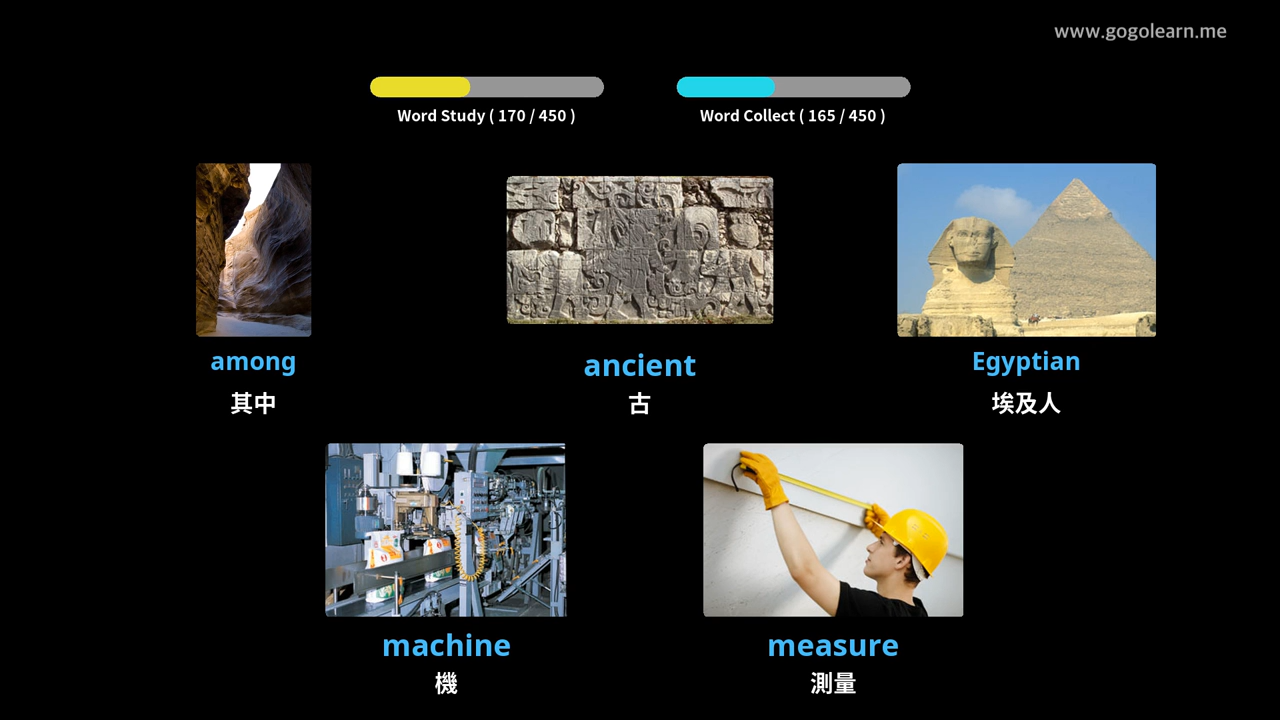 www.gogolearn.me
Word Study ( 170 / 450 )
Word Collect ( 165 / 450 )
among
其中
ancient
古
Egyptian
埃及人
machine
機
measure
測量